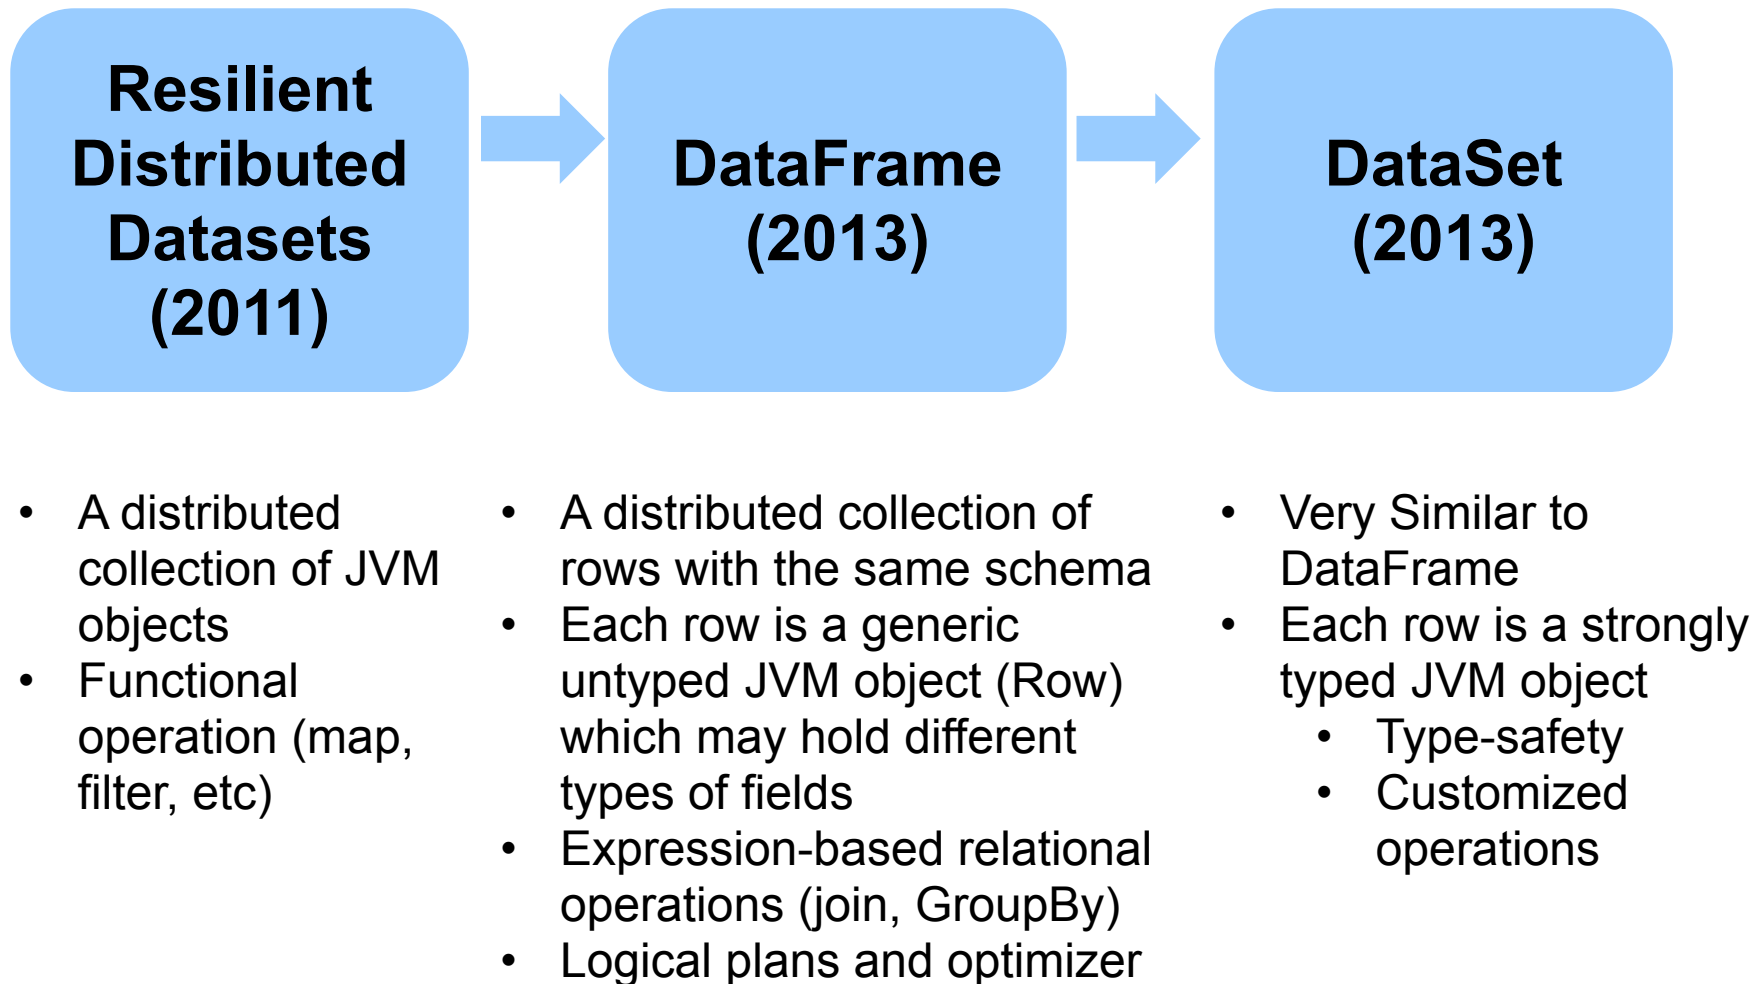 Resilient
Distributed
Datasets
(2011)
DataFrame
(2013)
DataSet
(2013)
• A distributed
collection of JVM
objects
• Functional
operation (map,
filter, etc)
• A distributed collection of
rows with the same schema
• Each row is a generic
untyped JVM object (Row)
which may hold different
types of fields
• Expression-based relational
operations (join, GroupBy)
• Logical plans and optimizer
• Very Similar to
DataFrame
• Each row is a strongly
typed JVM object
• Type-safety
• Customized
operations